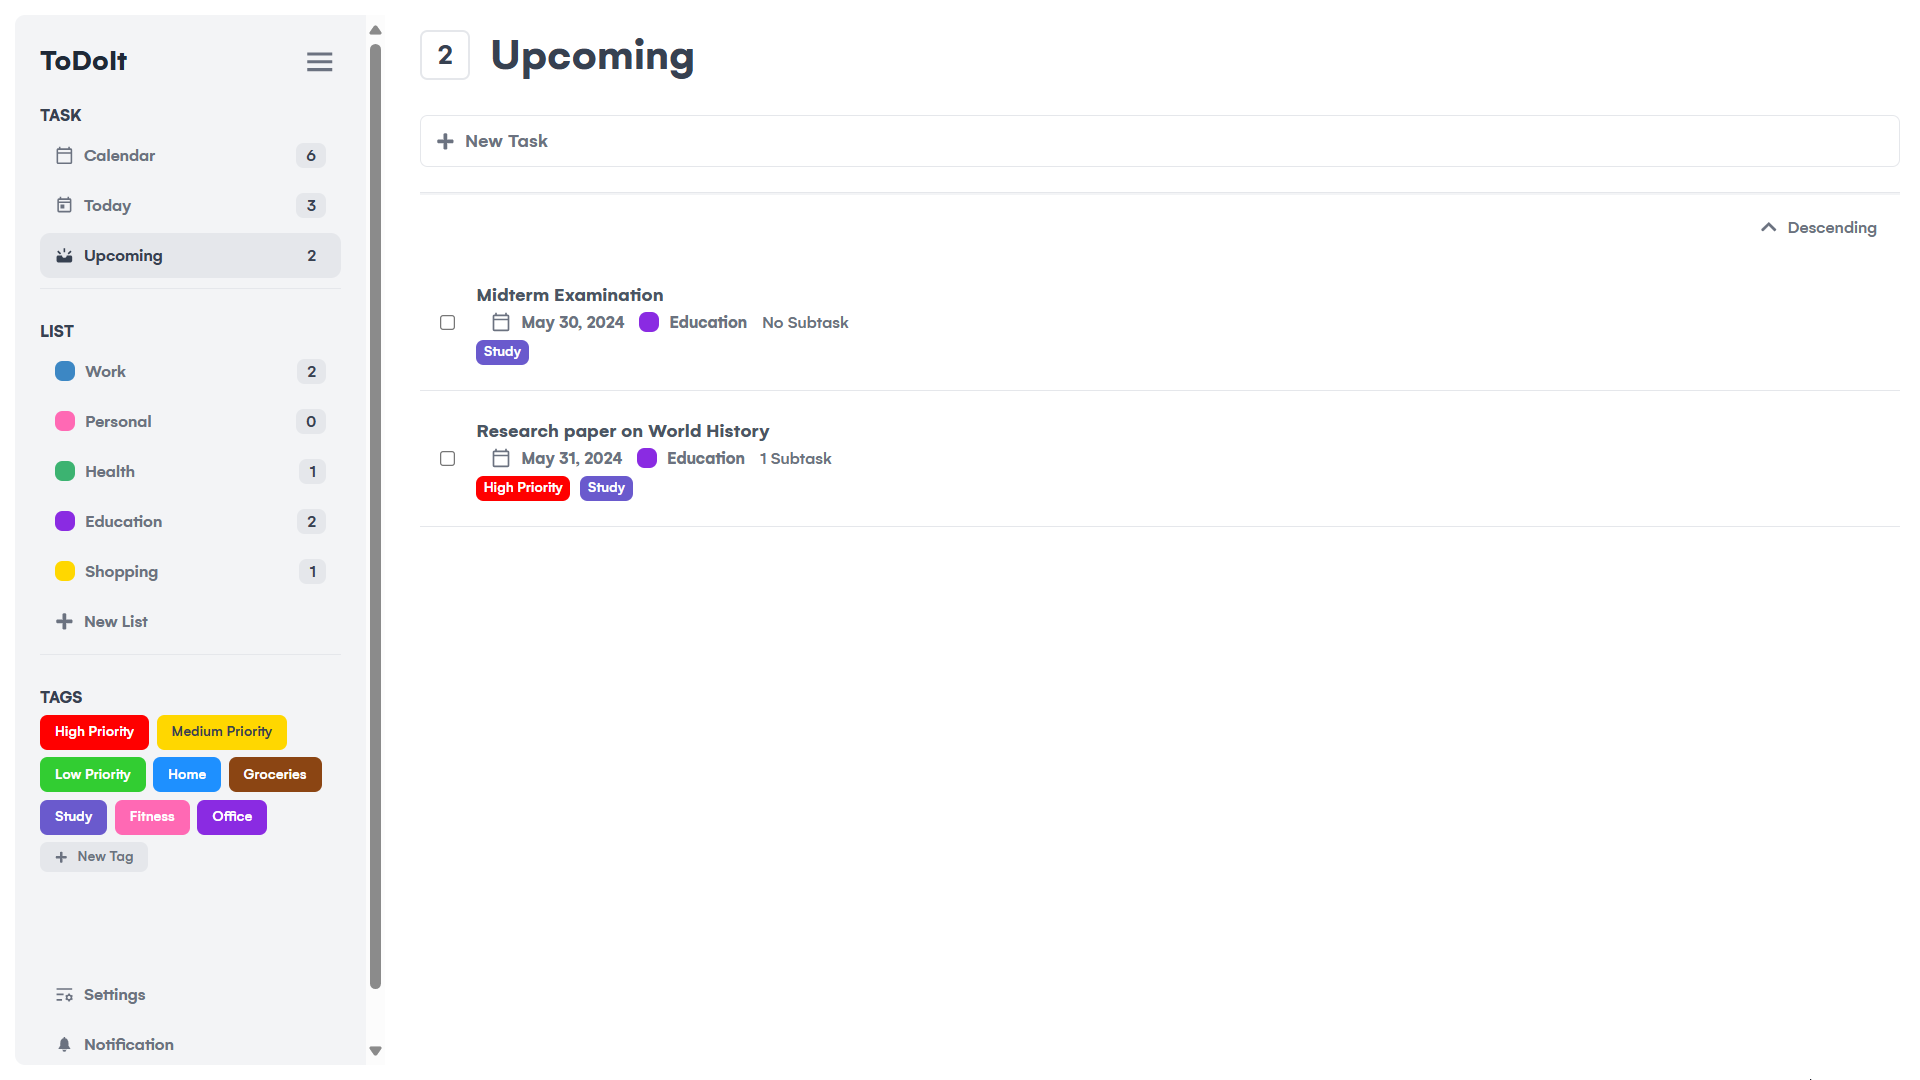 ToDoIt
TASK
Calendar 6
Today 3
Upcoming 2
LIST
Work 2
Personal 0
Health 1
Education 2
Shopping 1
New List
TAGS
High Priority Medium Priority
Low Priority Home Groceries
Study Fitness Office
New Tag
Settings
Notification
2 Upcoming
New Task
Descending
Midterm Examination
May 30, 2024 Education No Subtask
Study
Research paper on World History
May 31, 2024 Education 1 Subtask
High Priority Study